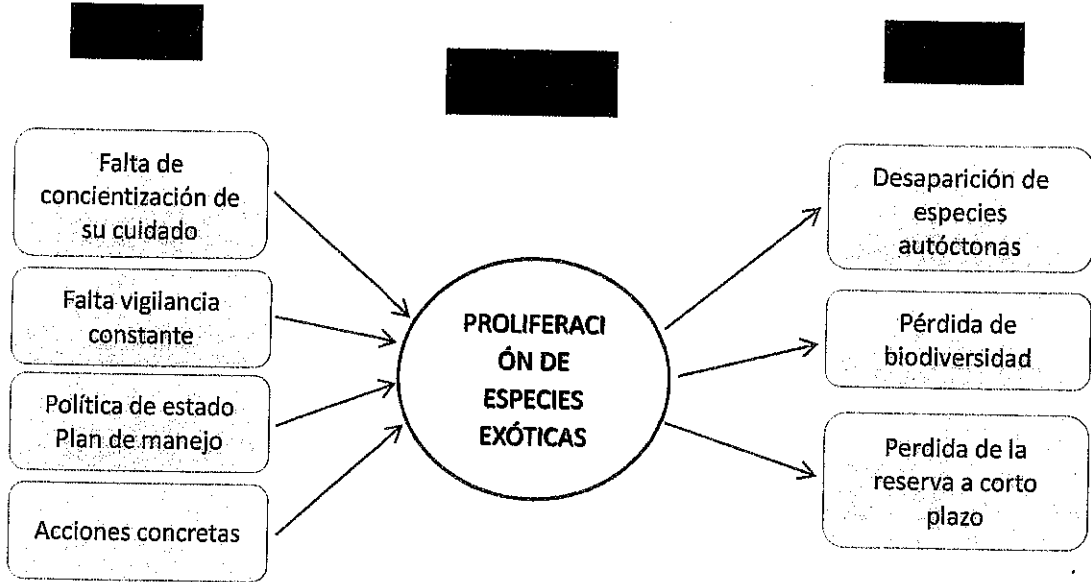 Falta de
concientización de
su cuidado
Falta vigilancia
constante
Política de estado
Plan de manejo
Acciones concretas
PROLIFERACI
ÓN DE
ESPECIES
EXÓTICAS
Desaparición de
especies
autóctonas
Pérdida de
biodiversidad
Perdida de la
reserva a corto
plazo